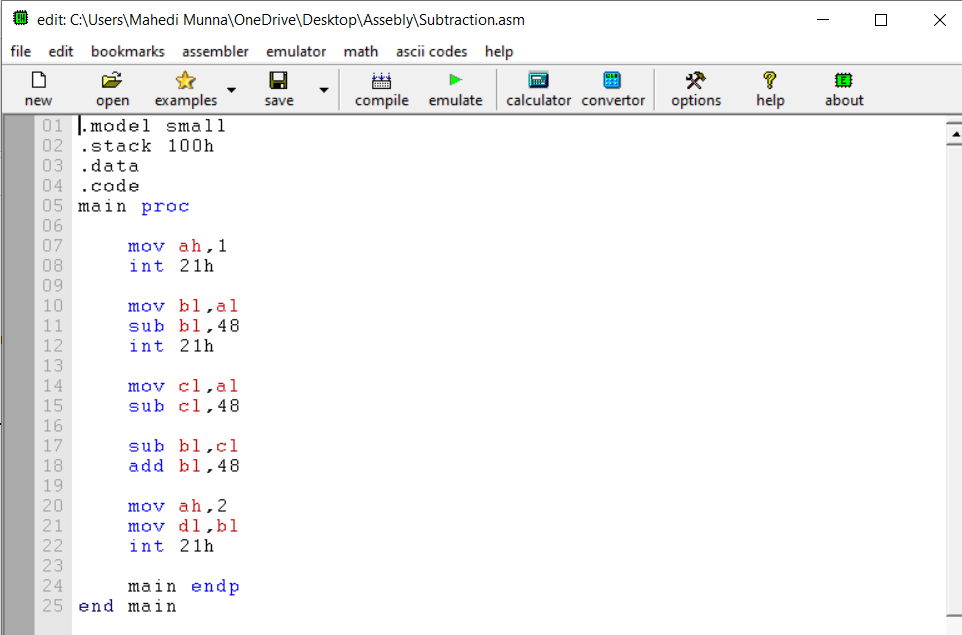 edit: C:\Users\Mahedi Munna\OneDrive\Desktop\Assebly\Subtraction.asm
file edit bookmarks assembler emulator math ascii codes help
new open examples save compile emulate calculator convertor options help about
01 .model small
02 .stack 100h
03 .data
04 .code
05 main proc
06
07 mov ah,1
08 int 21h
09
10 mov bl,al
11 sub bl,48
12 int 21h
13
14 mov cl,al
15 sub cl,48
16
17 sub bl,cl
18 add bl,48
19
20 mov ah,2
21 mov dl,bl
22 int 21h
23
24 main endp
25 end main